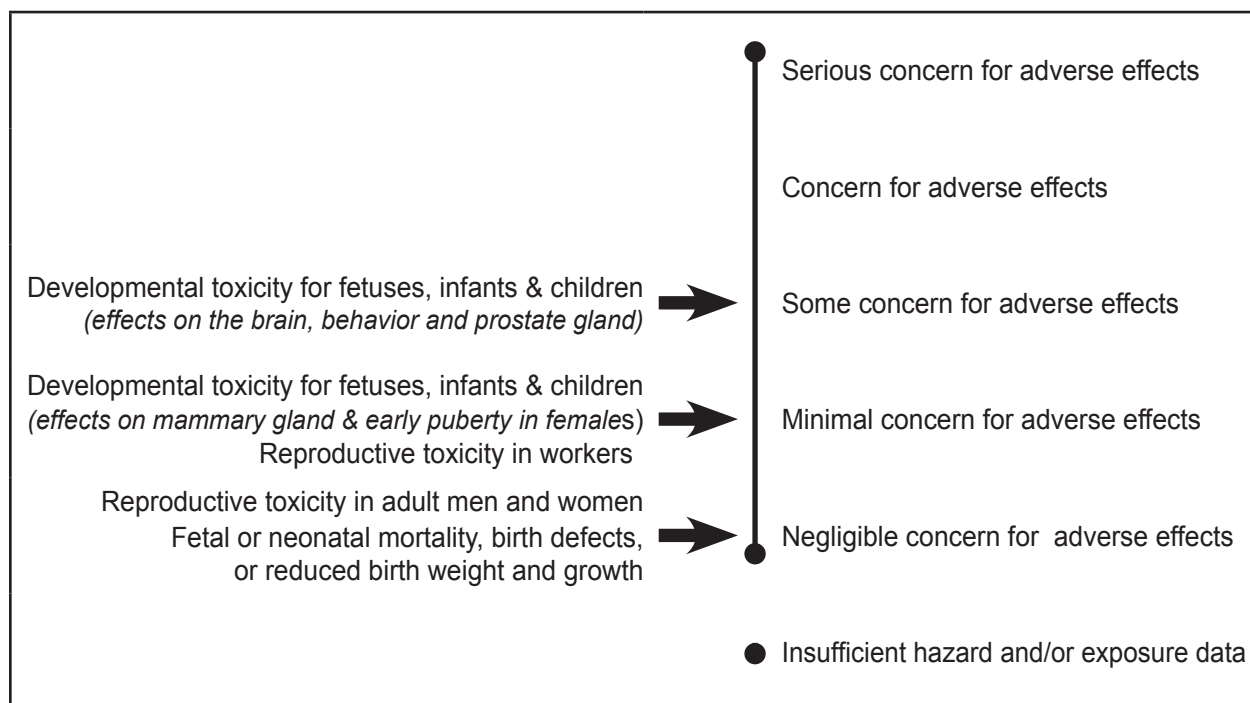 Serious concern for adverse effects
Concern for adverse effects
Developmental toxicity for fetuses, infants & children
(effects on the brain, behavior and prostate gland)
Some concern for adverse effects
Developmental toxicity for fetuses, infants & children
(effects on mammary gland & early puberty in females)
Reproductive toxicity in workers
Minimal concern for adverse effects
Reproductive toxicity in adult men and women
Fetal or neonatal mortality, birth defects,
or reduced birth weight and growth
Negligible concern for adverse effects
Insufficient hazard and/or exposure data